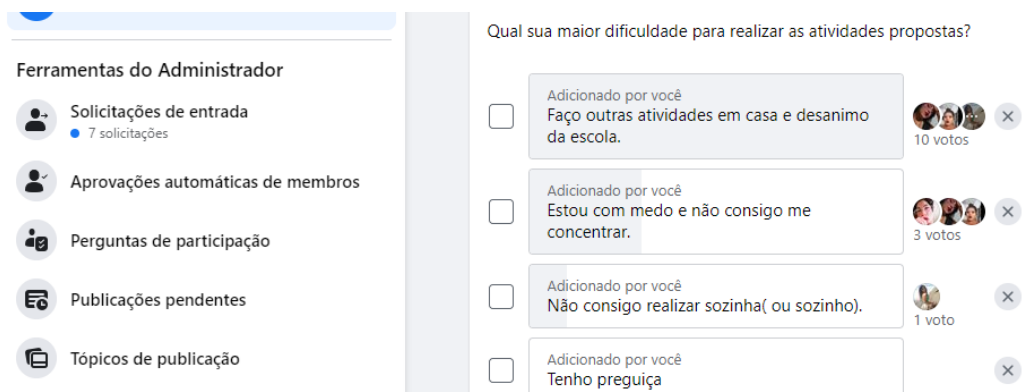 Ferramentas do Administrador
Solicitações de entrada
7 solicitações
Aprovações automáticas de membros
Perguntas de participação
Publicações pendentes
Tópicos de publicação
Qual sua maior dificuldade para realizar as atividades propostas?
Adicionado por você
Faço outras atividades em casa e desanimo
da escola.
10 votos
Adicionado por você
Estou com medo e não consigo me
concentrar.
3 votos
Adicionado por você
Não consigo realizar sozinha( ou sozinho).
1 voto
Adicionado por você
Tenho preguiça